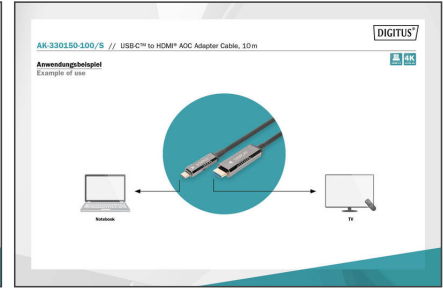 DIGITUS®
AK-330150-100/S // USB-C™ to HDMI® AOC Adapter Cable, 10 m
4K
Anwendungsbeispiel
Example of use
Notebook
TV